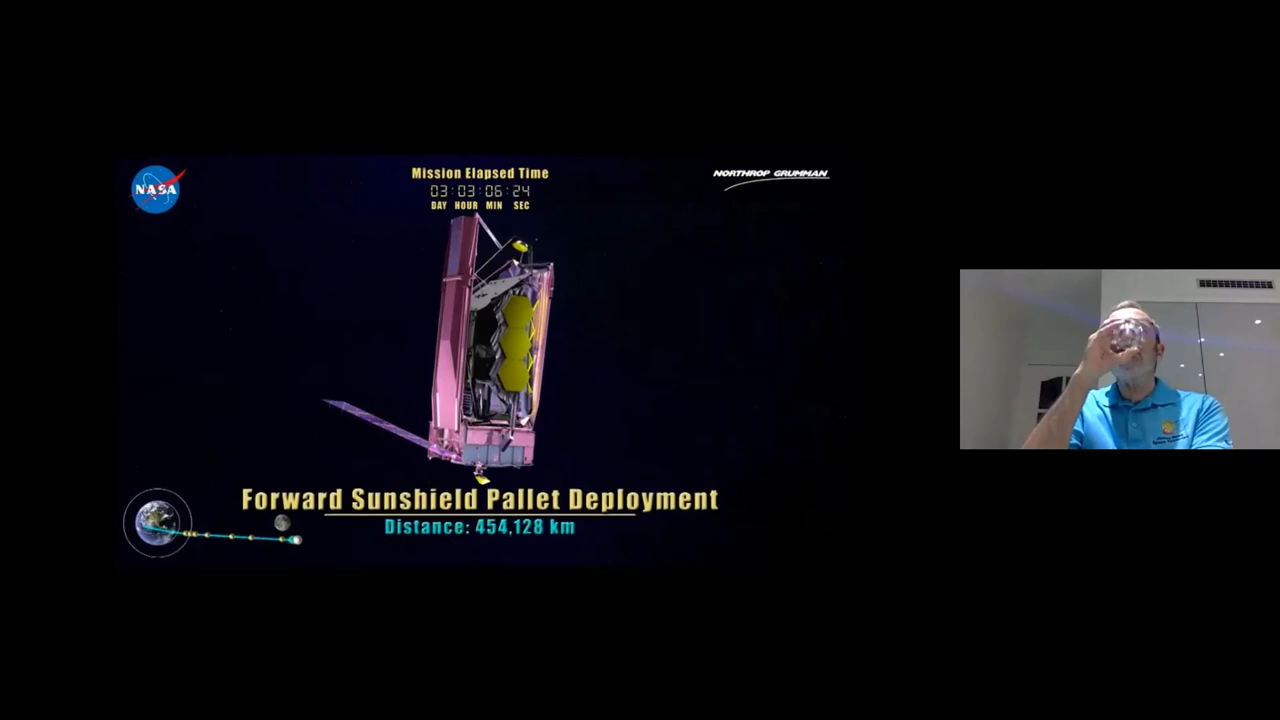 NASA
Mission Elapsed Time
03:03:06:24
DAY HOUR MIN SEC
NORTHROP GRUMMAN
Forward Sunshield Pallet Deployment
Distance: 454,128 km